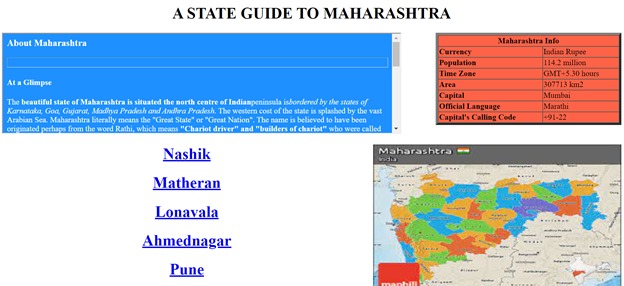 A STATE GUIDE TO MAHARASHTRA
About Maharashtra
At a Glimpse
The beautiful state of Maharashtra is situated the north centre of Indianpeninsula isbordered by the states of
Karnataka, Goa, Gujarat, Madhya Pradesh and Andhra Pradesh. The western cost of the state is splashed by the vast
Arabian Sea. Maharashtra literally means the "Great State" or "Great Nation". The name is believed to have been
originated perhaps from the word Rathi, which means "Chariot driver" and "builders of chariot" who were called
Maharashtra Info
Currency Indian Rupee
Population 114.2 million
Time Zone GMT+5.30 hours
Area 307713 km2
Capital Mumbai
Official Language Marathi
Capital's Calling Code +91-22
Nashik
Matheran
Lonavala
Ahmednagar
Pune
Maharashtra
India